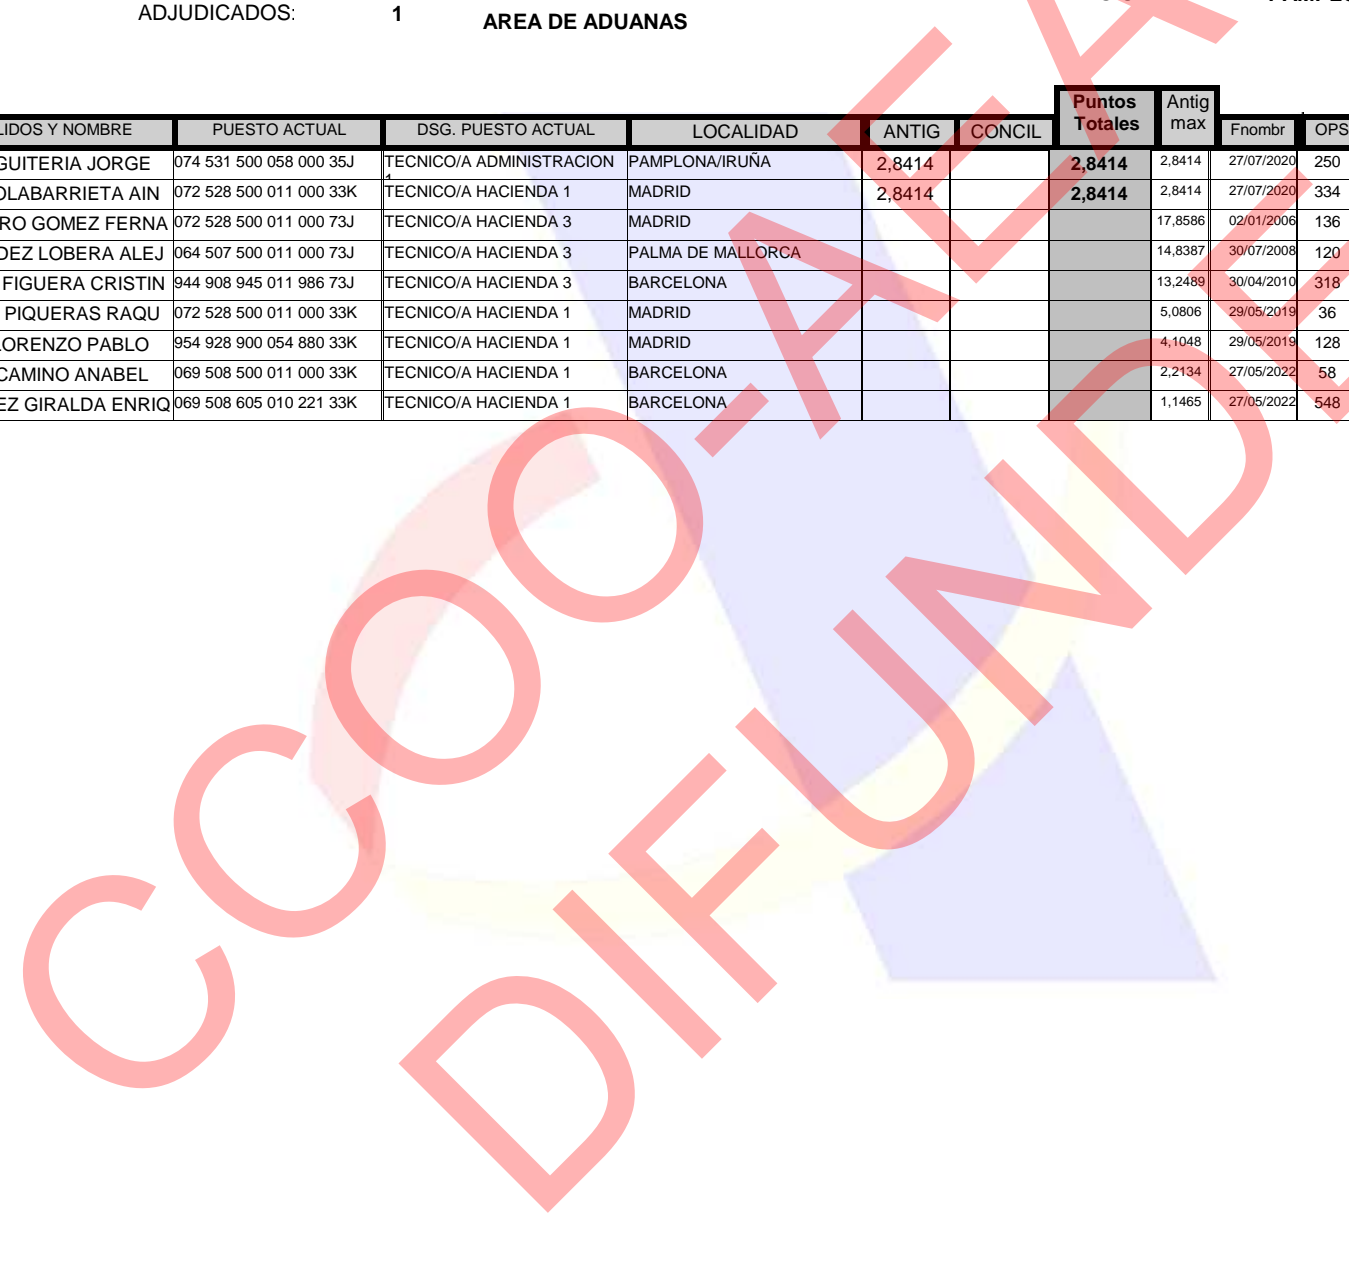 ADJUDICADOS: 1 AREA DE ADUANAS
LIDOS Y NOMBRE PUESTO ACTUAL DSG. PUESTO ACTUAL LOCALIDAD ANTIG CONCIL Puntos Totales Antig max Fnombr OPS
GUITERIA JORGE 074 531 500 058 000 35J TECNICO/A ADMINISTRACION PAMPLONA/IRUÑA 2,8414 2,8414 2,8414 27/07/2020 250
OLABARRIETA AIN 072 528 500 011 000 33K TECNICO/A HACIENDA 1 MADRID 2,8414 2,8414 2,8414 27/07/2020 334
RO GOMEZ FERNA 072 528 500 011 000 73J TECNICO/A HACIENDA 3 MADRID 17,8586 02/01/2006 136
DEZ LOBERA ALEJ 064 507 500 011 000 73J TECNICO/A HACIENDA 3 PALMA DE MALLORCA 14,8387 30/07/2008 120
FIGUERA CRISTIN 944 908 945 011 986 73J TECNICO/A HACIENDA 3 BARCELONA 13,2489 30/04/2010 318
PIQUERAS RAQU 072 528 500 011 000 33K TECNICO/A HACIENDA 1 MADRID 5,0806 29/05/2019 36
LORENZO PABLO 954 928 900 054 880 33K TECNICO/A HACIENDA 1 MADRID 4,1048 29/05/2019 128
CAMINO ANABEL 069 508 500 011 000 33K TECNICO/A HACIENDA 1 BARCELONA 2,2134 27/05/2022 58
EZ GIRALDA ENRIQ 069 508 605 010 221 33K TECNICO/A HACIENDA 1 BARCELONA 1,1465 27/05/2022 548
CCOO-AEA
DIFUNDE